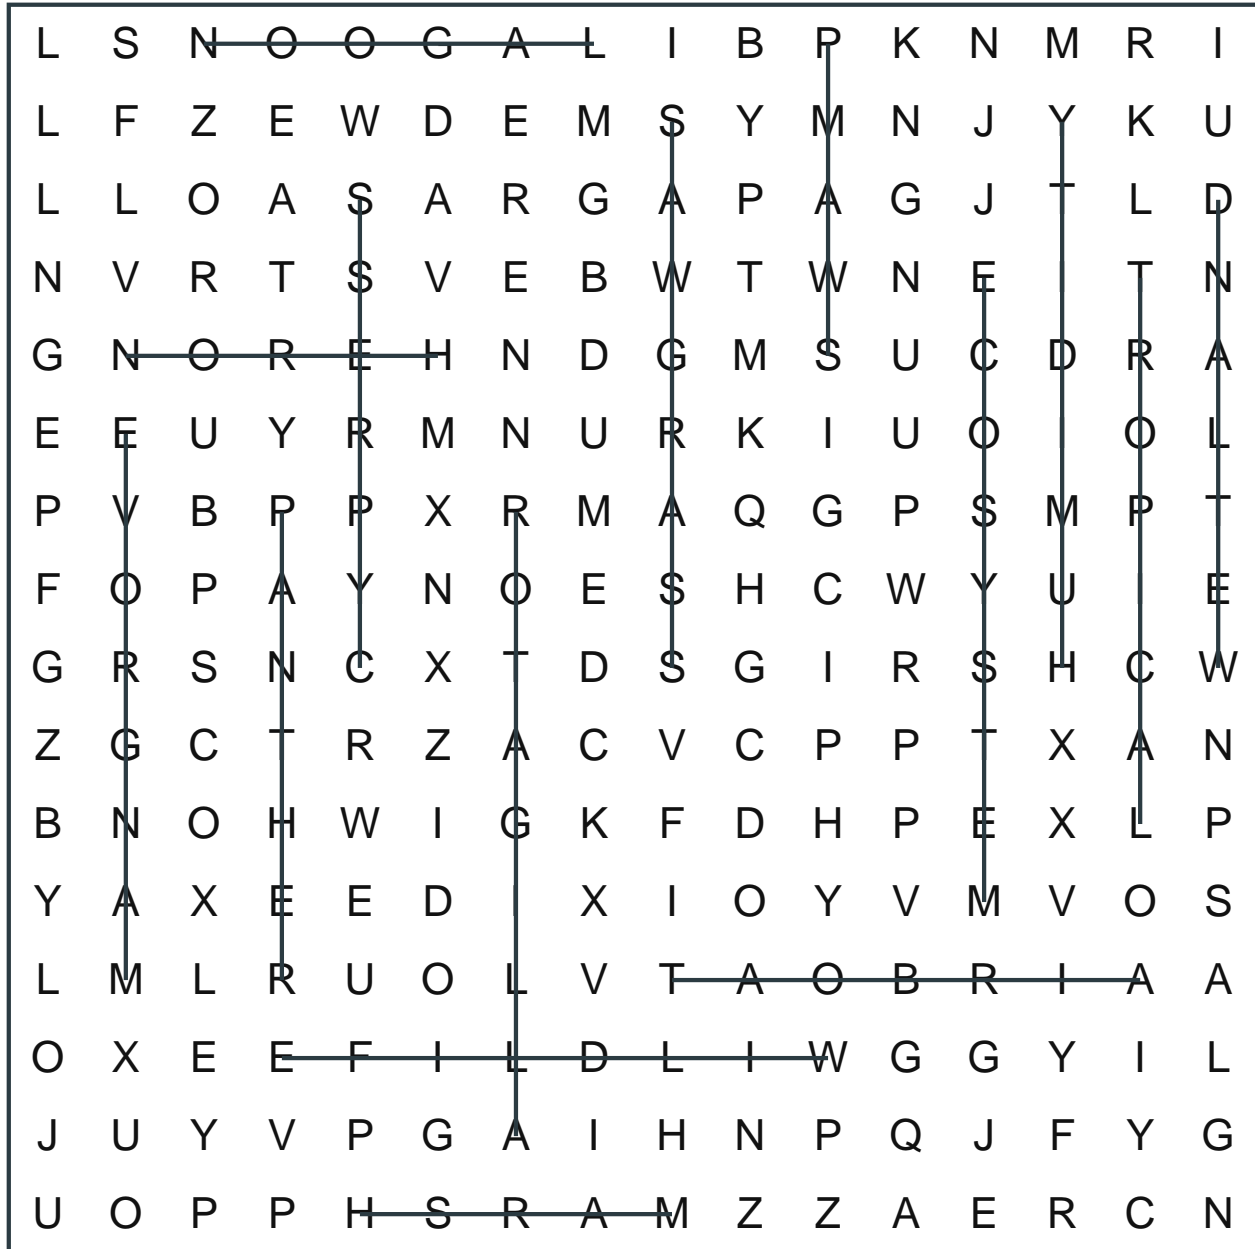 L S N O O G A L I B P K N M R I
L F Z E W D E M S Y M N J Y K U
L L O A S A R G A P A G J T L D
N V R T S V E B W T W N E I T N
G N O R E H N D G M S U C D R A
E E U Y R M N U R K I U O I O L
P V B P P X R M A Q G P S M P T
F O P A Y N O E S H C W Y U I E
G R S N C X T D S G I R S H C W
Z G C T R Z A C V C P P T X A N
B N O H W I G K F D H P E X L P
Y A X E E D I X I O Y V M V O S
L M L R U O L V T A O B R I A A
O X E E F I L D L I W G G Y I L
J U Y V P G A I H N P Q J F Y G
U O P P H S R A M Z Z A E R C N